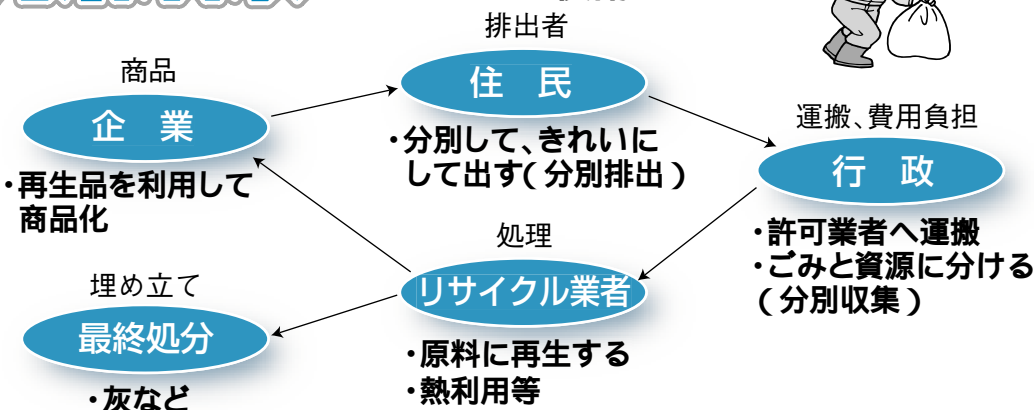 排出者
住 民
・分別して、きれいに
して出す(分別排出)
商品
企 業
・再生品を利用して
商品化
運搬、費用負担
行 政
・許可業者へ運搬
・ごみと資源に分ける
(分別収集)
処理
リサイクル業者
・原料に再生する
・熱利用等
埋め立て
最終処分
・灰など